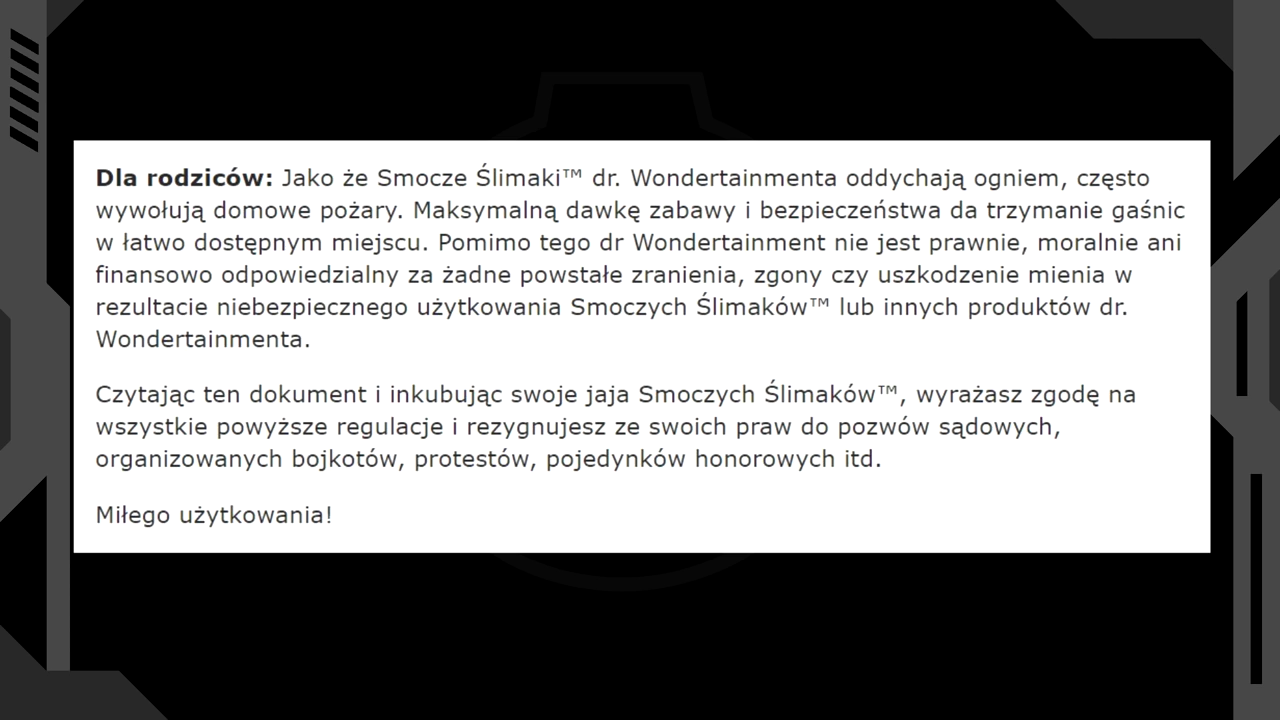 Dla rodziców: Jako że Smocze Ślimaki™ dr. Wondertainmenta oddychają ogniem, często
wywołują domowe pożary. Maksymalną dawkę zabawy i bezpieczeństwa da trzymanie gaśnic
w łatwo dostępnym miejscu. Pomimo tego dr Wondertainment nie jest prawnie, moralnie ani
finansowo odpowiedzialny za żadne powstałe zranienia, zgony czy uszkodzenie mienia w
rezultacie niebezpiecznego użytkowania Smoczych Ślimaków™ lub innych produktów dr.
Wondertainmenta.
Czytając ten dokument i inkubując swoje jaja Smoczych Ślimaków™, wyrażasz zgodę na
wszystkie powyższe regulacje i rezygnujesz ze swoich praw do pozwów sądowych,
organizowanych bojkotów, protestów, pojedynków honorowych itd.
Miłego użytkowania!